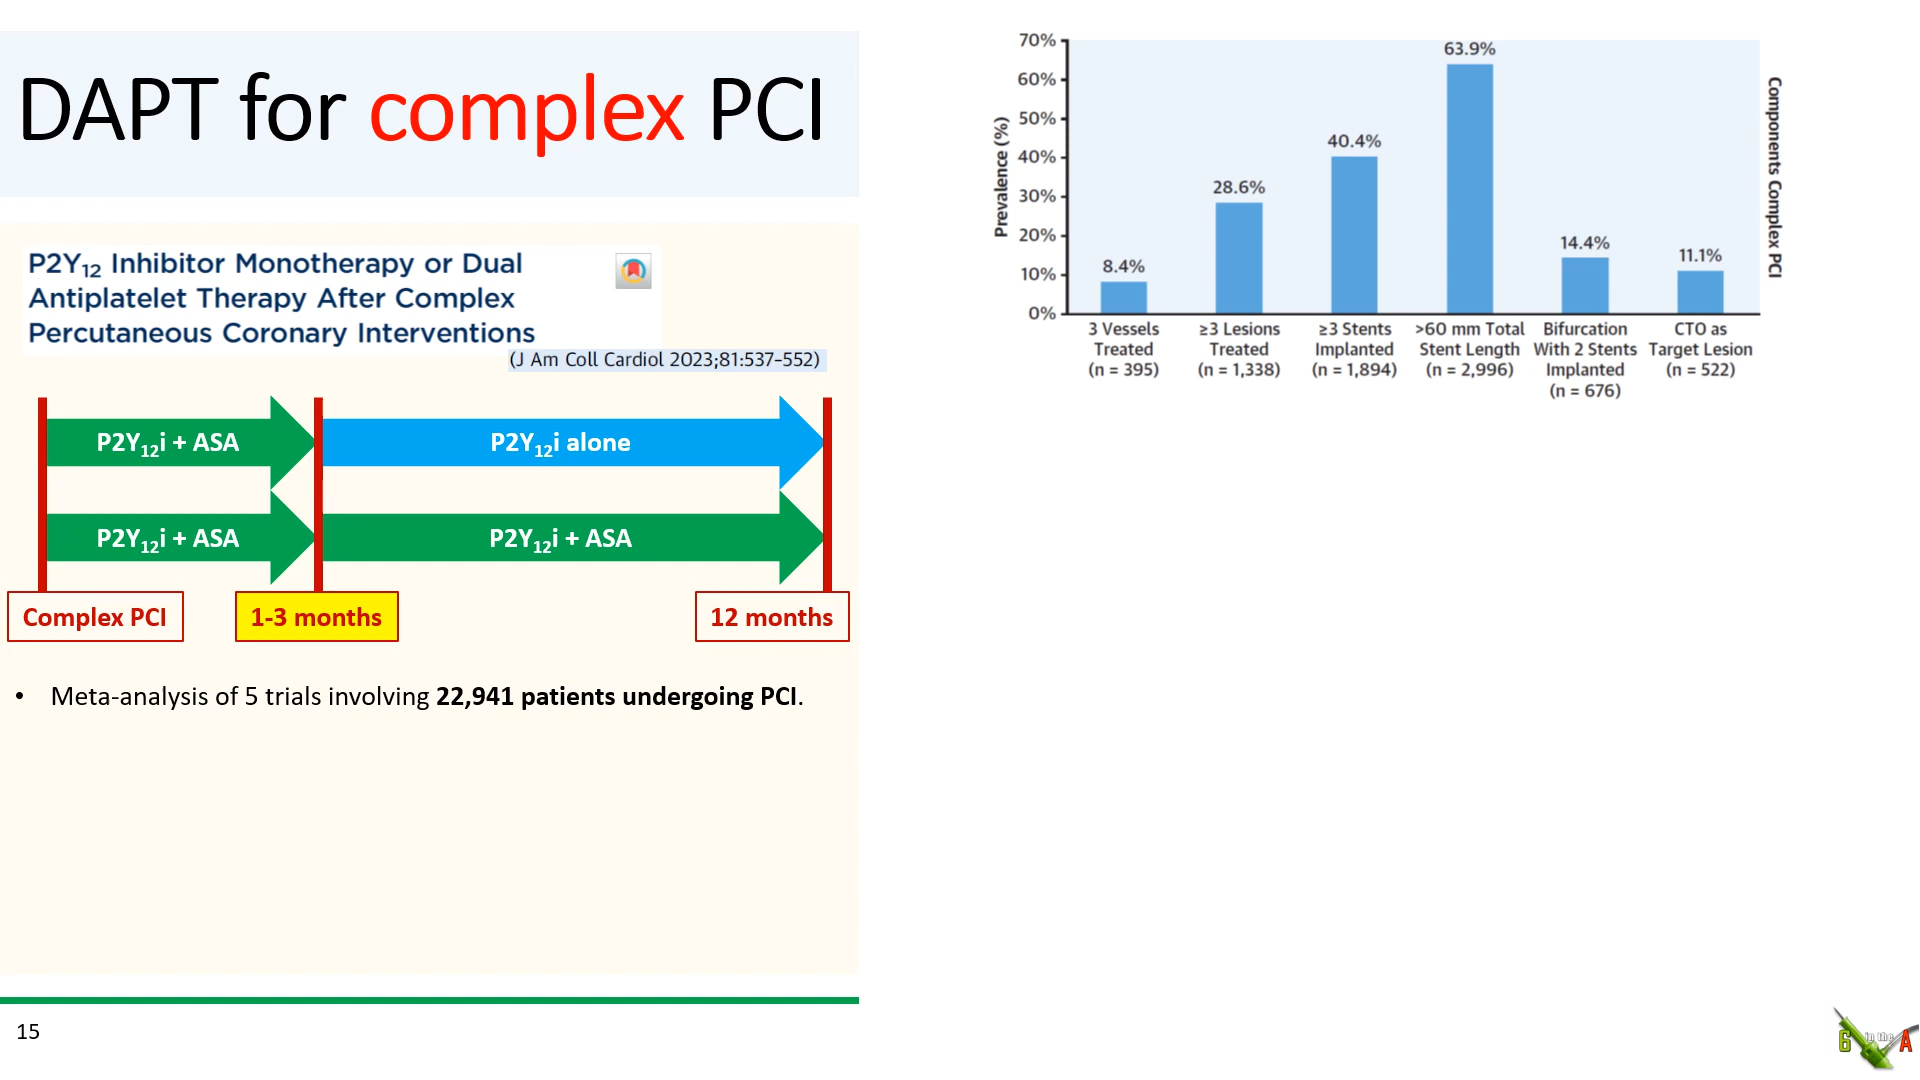 DAPT for complex PCI
P2Y12 Inhibitor Monotherapy or Dual
Antiplatelet Therapy After Complex
Percutaneous Coronary Interventions
(J Am Coll Cardiol 2023;81:537–552)
P2Y12i + ASA
P2Y12i alone
P2Y12i + ASA
P2Y12i + ASA
Complex PCI
1-3 months
12 months
• Meta-analysis of 5 trials involving 22,941 patients undergoing PCI.
15
70%
60%
50%
40%
30%
20%
10%
0%
Prevalence (%)
8.4%
28.6%
40.4%
63.9%
14.4%
11.1%
3 Vessels
Treated
(n = 395)
≥3 Lesions
Treated
(n = 1,338)
≥3 Stents
Implanted
(n = 1,894)
>60 mm Total
Stent Length
(n = 2,996)
Bifurcation
With 2 Stents
Implanted
(n = 676)
CTO as
Target Lesion
(n = 522)
Components Complex PCI
6 in the A